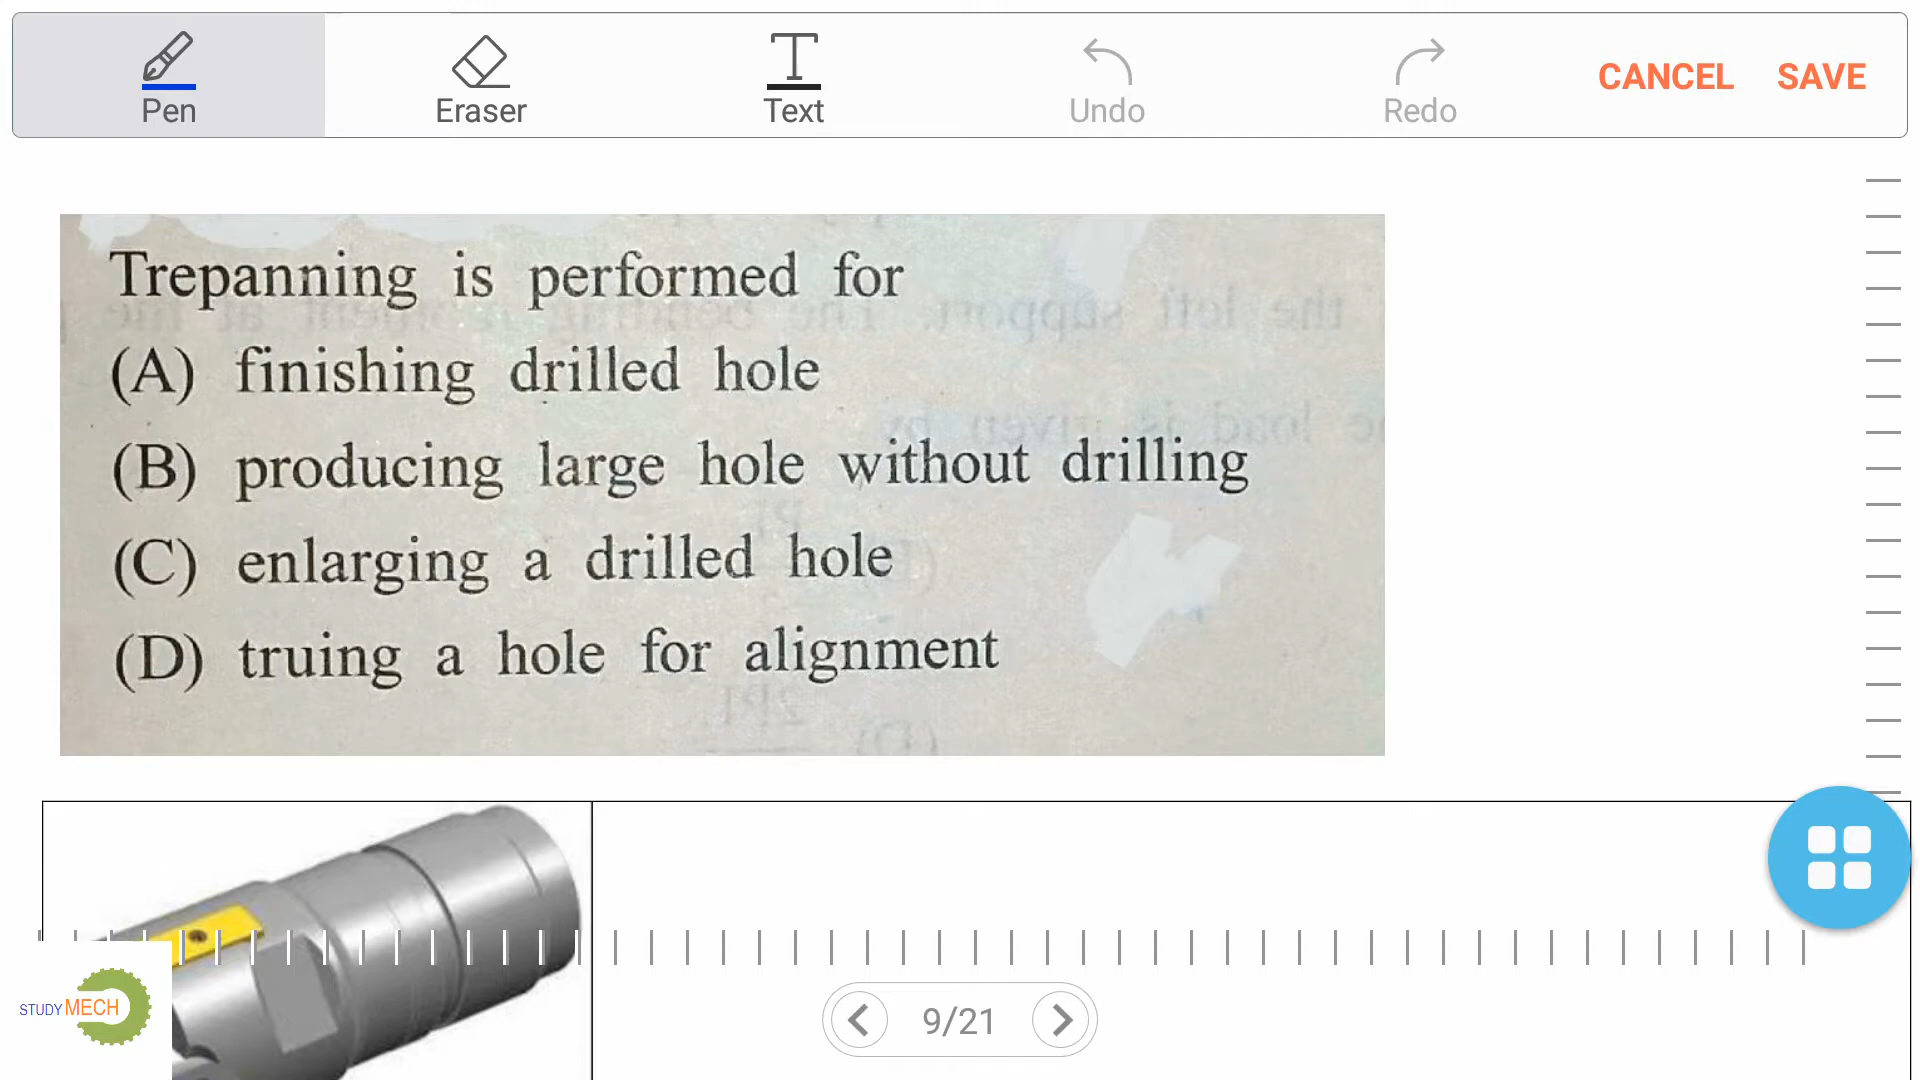 Pen
Eraser
Text
Undo
Redo
CANCEL SAVE
Trepanning is performed for
(A) finishing drilled hole
(B) producing large hole without drilling
(C) enlarging a drilled hole
(D) truing a hole for alignment
STUDY MECH
9/21